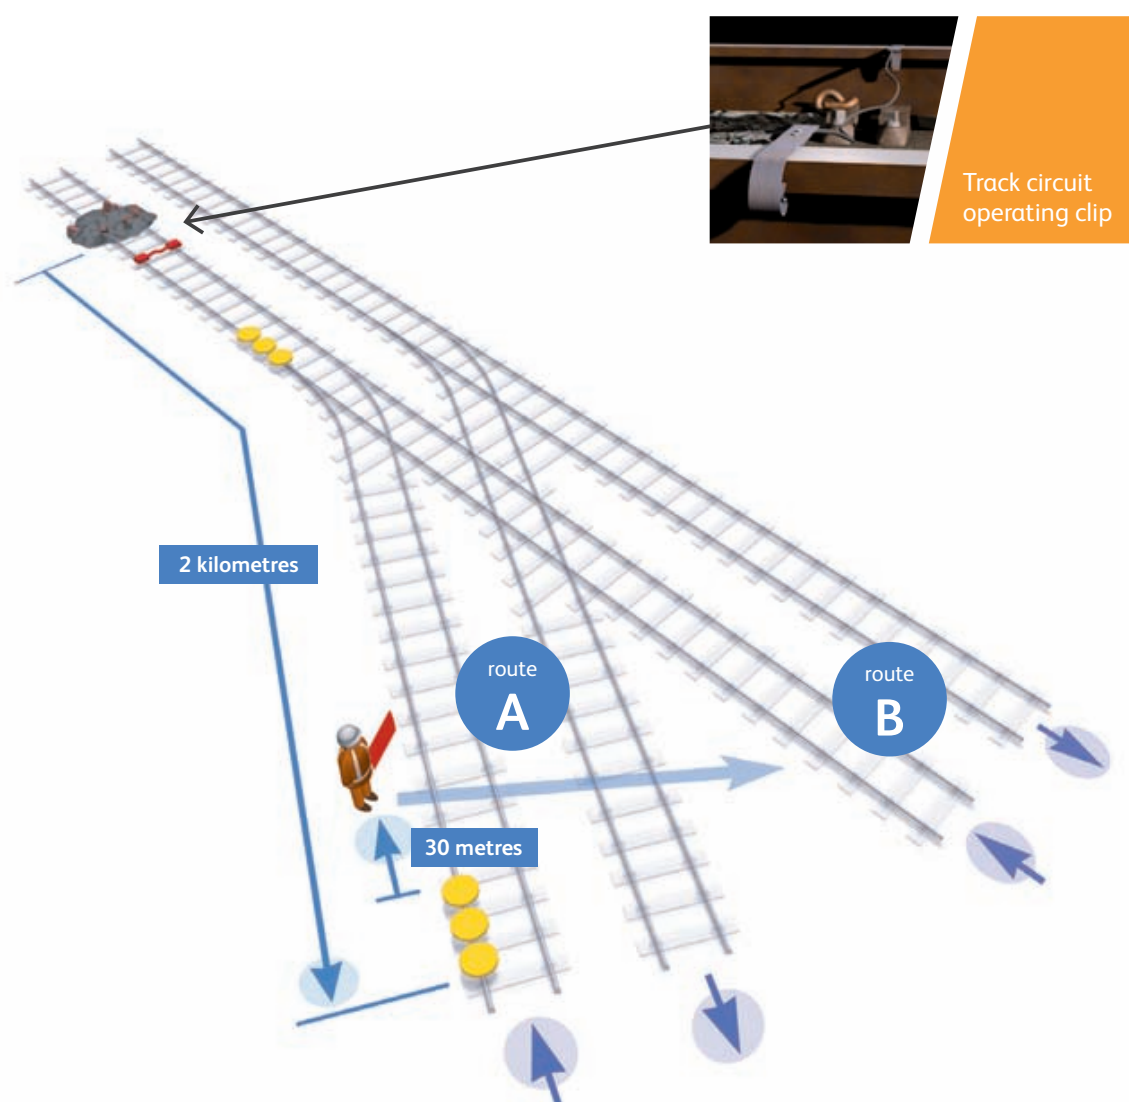 Track circuit
operating clip
2 kilometres
route
A
route
B
30 metres